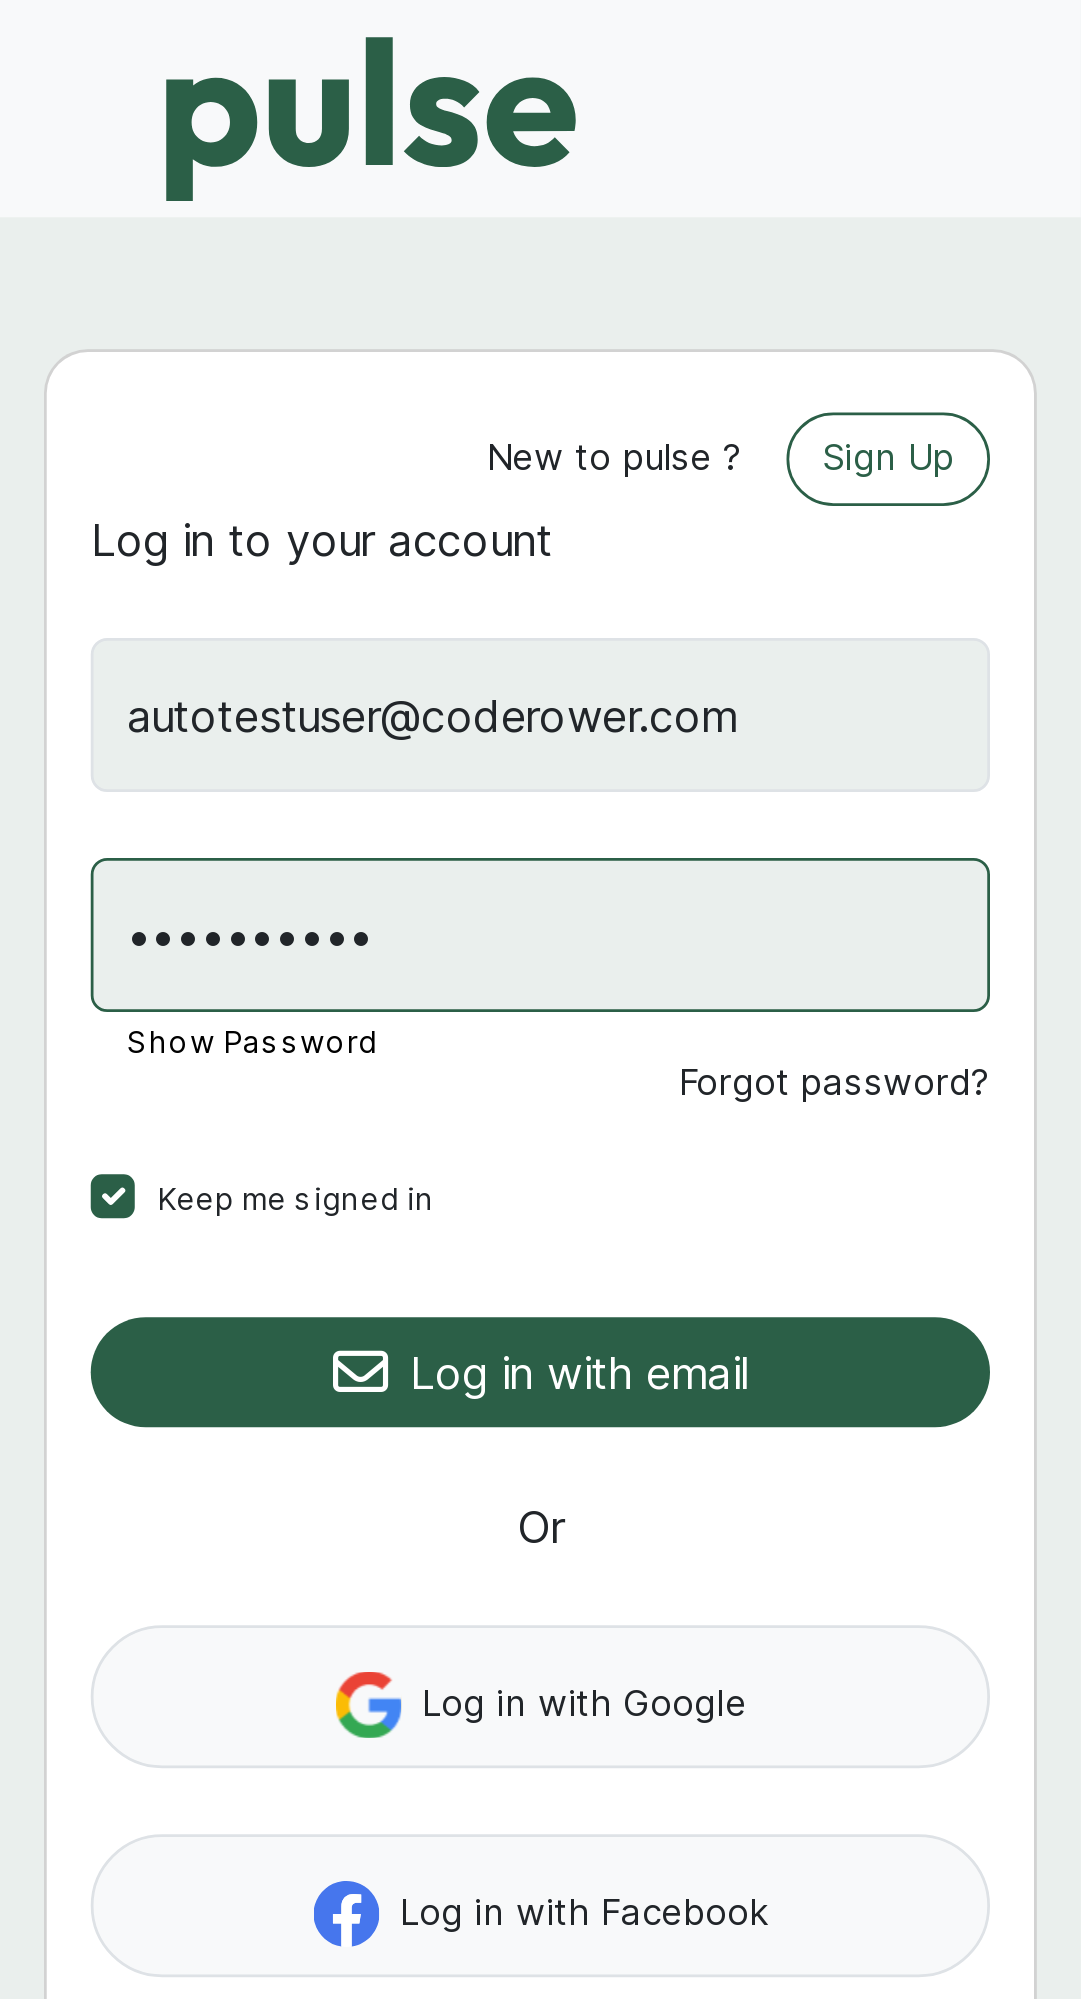 pulse
New to pulse ?
Sign Up
Log in to your account
autotestuser@coderower.com
••••••••••
Show Password
Forgot password?
Keep me signed in
Log in with email
Or
Log in with Google
Log in with Facebook